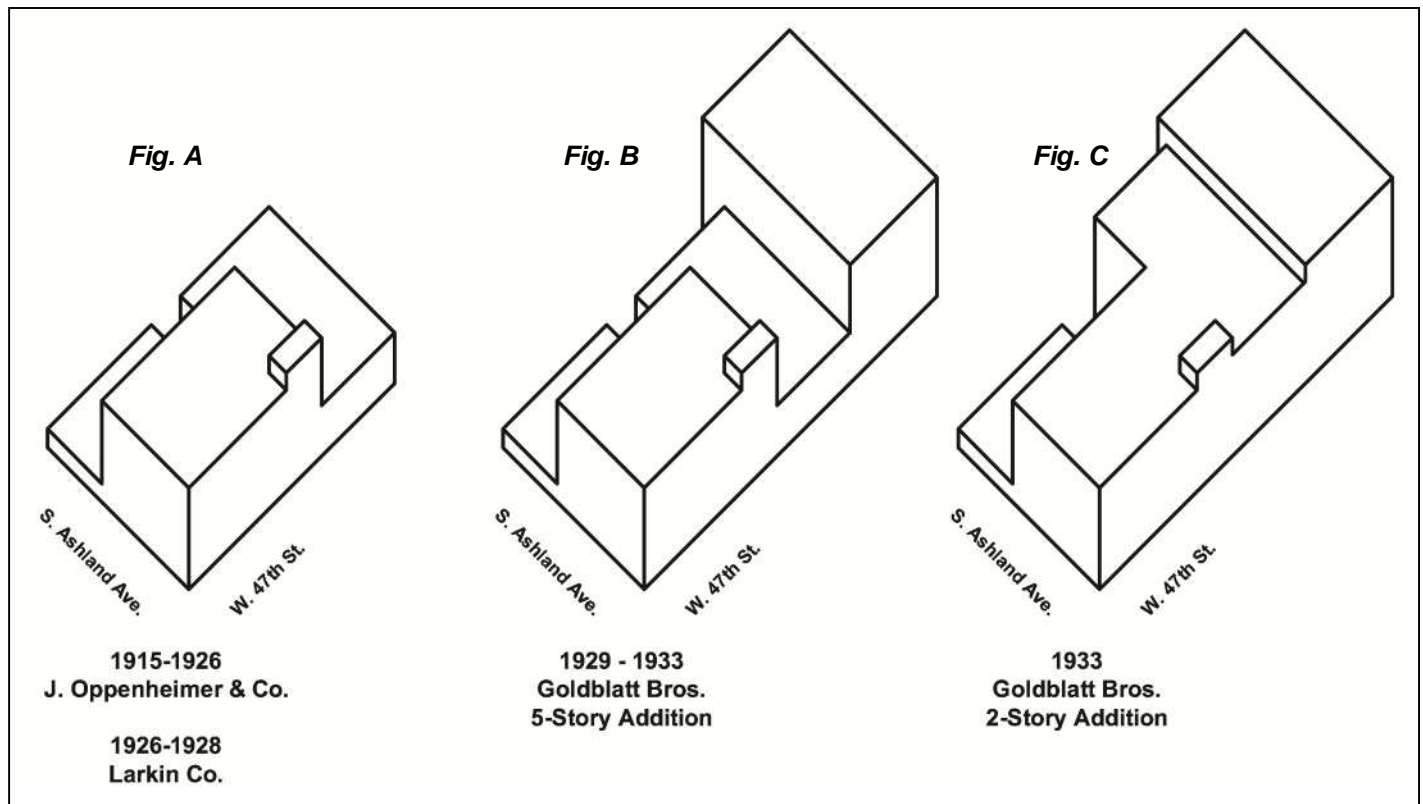 Fig. A
Fig. B
Fig. C
S. Ashland Ave.
W. 47th St.
S. Ashland Ave.
W. 47th St.
S. Ashland Ave.
W. 47th St.
1915-1926
J. Oppenheimer & Co.
1926-1928
Larkin Co.
1929 - 1933
Goldblatt Bros.
5-Story Addition
1933
Goldblatt Bros.
2-Story Addition